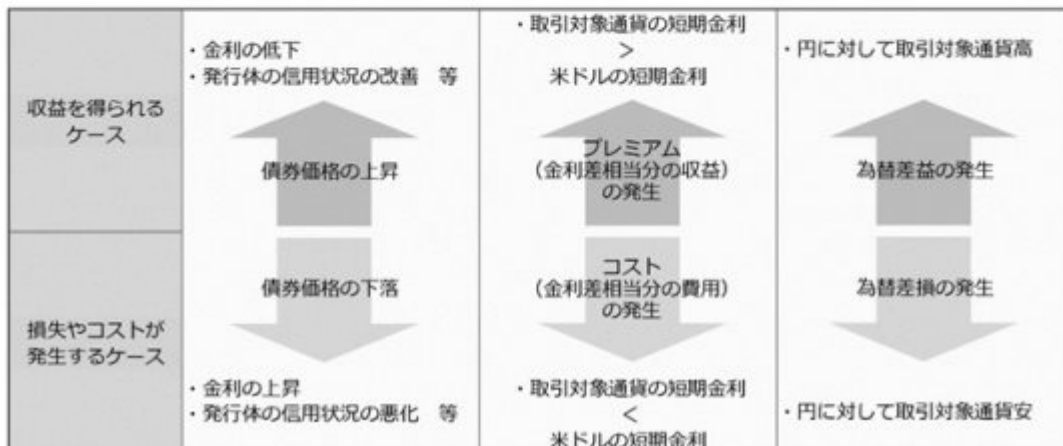 収益を得られる
ケース
・金利の低下
・発行体の信用状況の改善 等
債券価格の上昇
・取引対象通貨の短期金利
>
米ドルの短期金利
プレミアム
(金利差相当分の収益)
の発生
・円に対して取引対象通貨高
為替差益の発生
損失やコストが
発生するケース
債券価格の下落
・金利の上昇
・発行体の信用状況の悪化 等
コスト
(金利差相当分の費用)
の発生
・取引対象通貨の短期金利
<
米ドルの短期金利
為替差損の発生
・円に対して取引対象通貨安